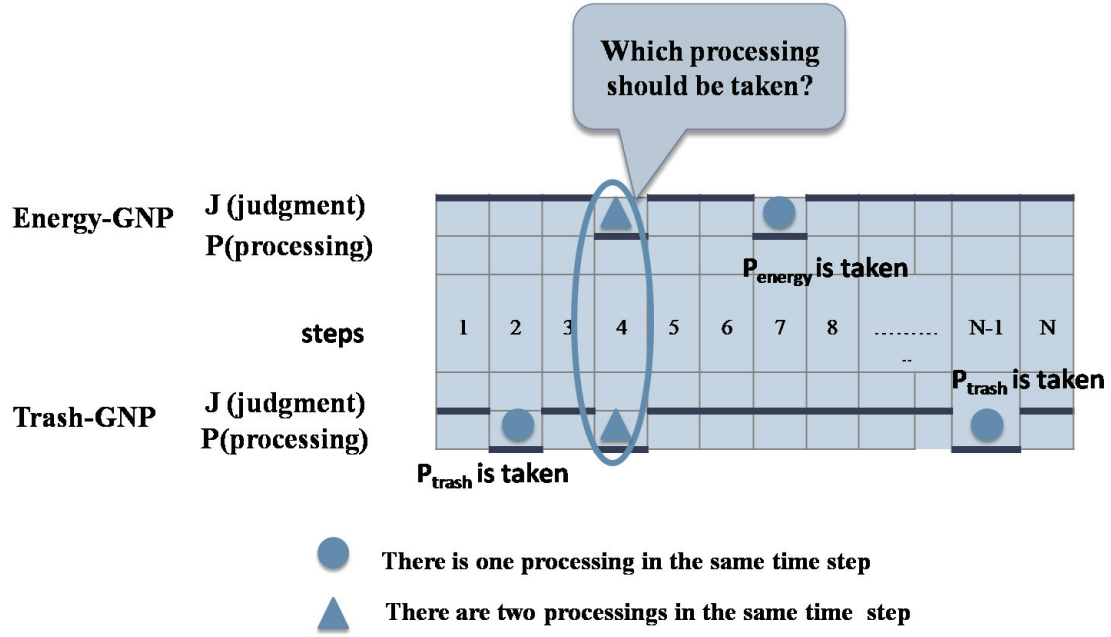 Which processing
should be taken?
Energy-GNP
J (judgment)
P(processing)
Penergy is taken
steps
1 2 3 4 5 6 7 8 ......... .. N-1 N
Ptrash is taken
Trash-GNP
J (judgment)
P(processing)
Ptrash is taken
There is one processing in the same time step
There are two processings in the same time step